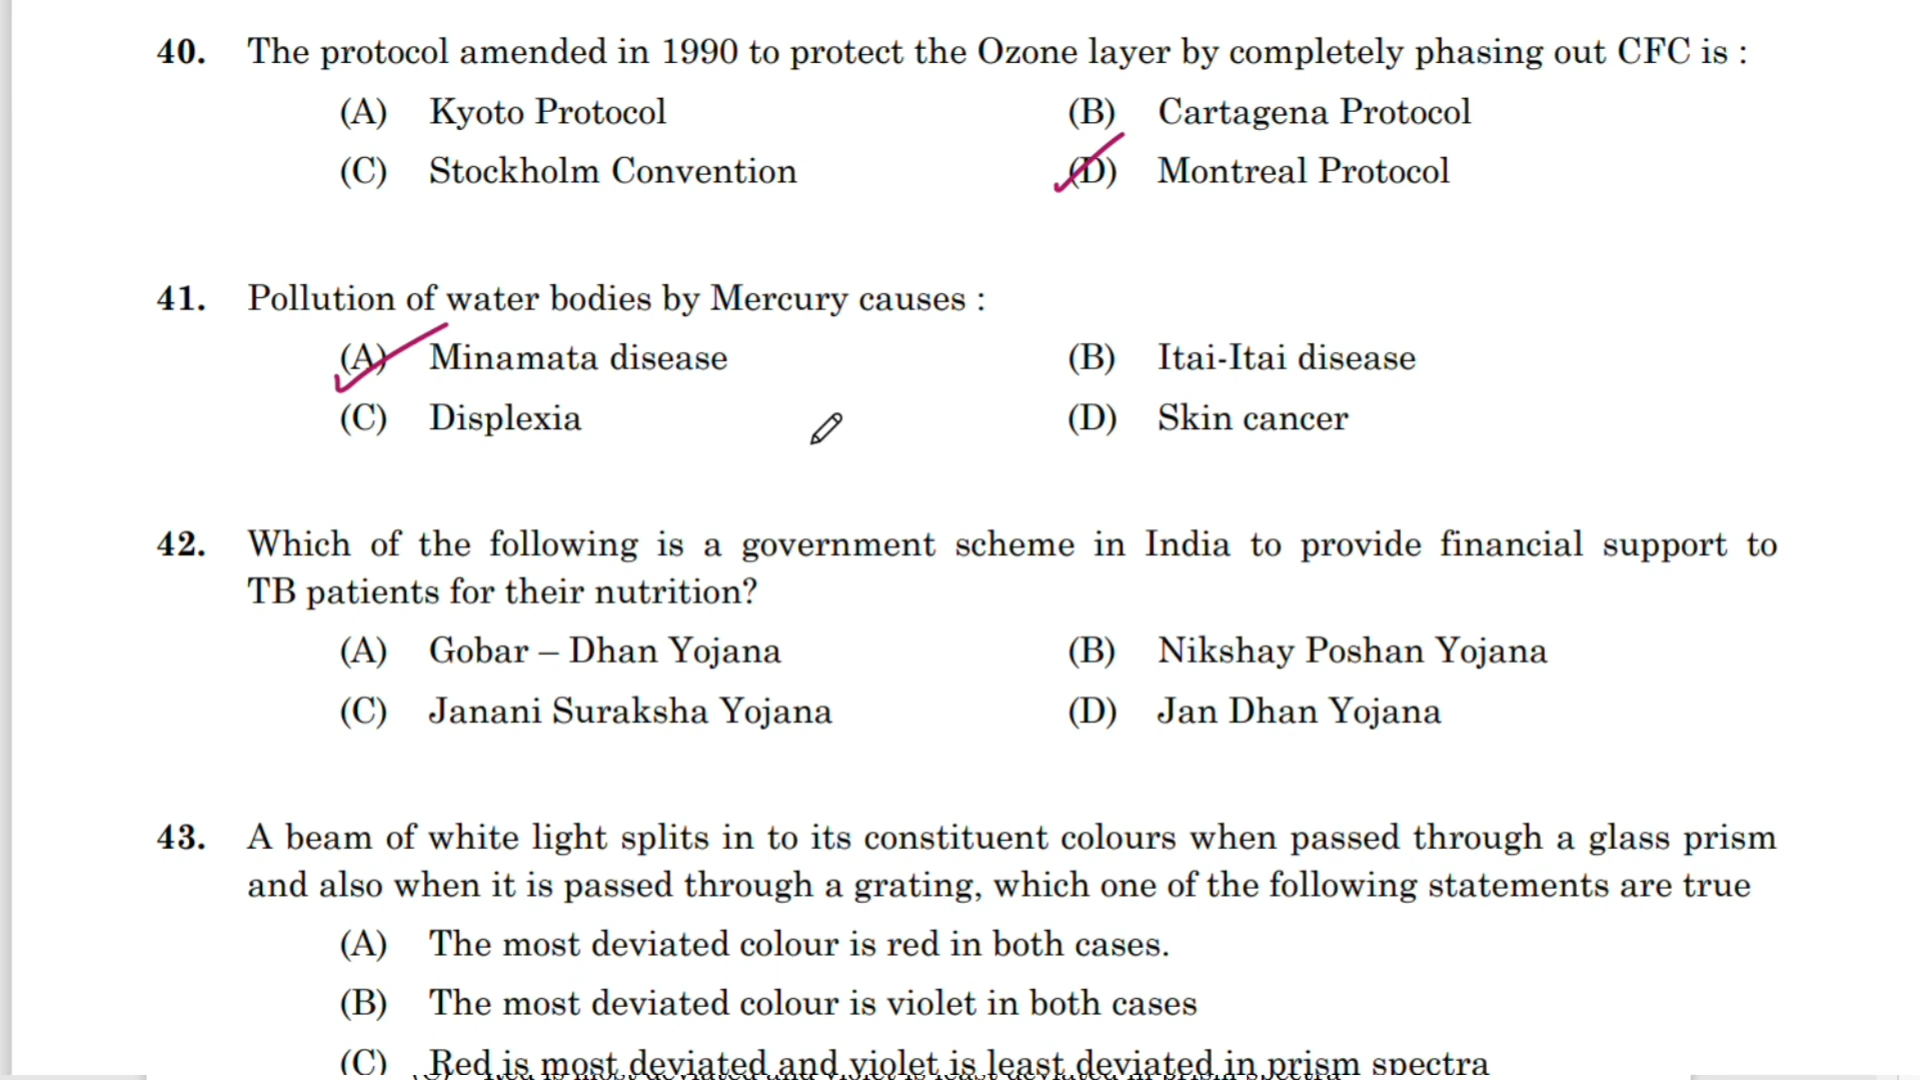 40. The protocol amended in 1990 to protect the Ozone layer by completely phasing out CFC is :
(A) Kyoto Protocol (B) Cartagena Protocol
(C) Stockholm Convention (D) Montreal Protocol
41. Pollution of water bodies by Mercury causes :
(A) Minamata disease (B) Itai-Itai disease
(C) Displexia (D) Skin cancer
42. Which of the following is a government scheme in India to provide financial support to
TB patients for their nutrition?
(A) Gobar – Dhan Yojana (B) Nikshay Poshan Yojana
(C) Janani Suraksha Yojana (D) Jan Dhan Yojana
43. A beam of white light splits in to its constituent colours when passed through a glass prism
and also when it is passed through a grating, which one of the following statements are true
(A) The most deviated colour is red in both cases.
(B) The most deviated colour is violet in both cases
(C) Red is most deviated and violet is least deviated in prism spectra